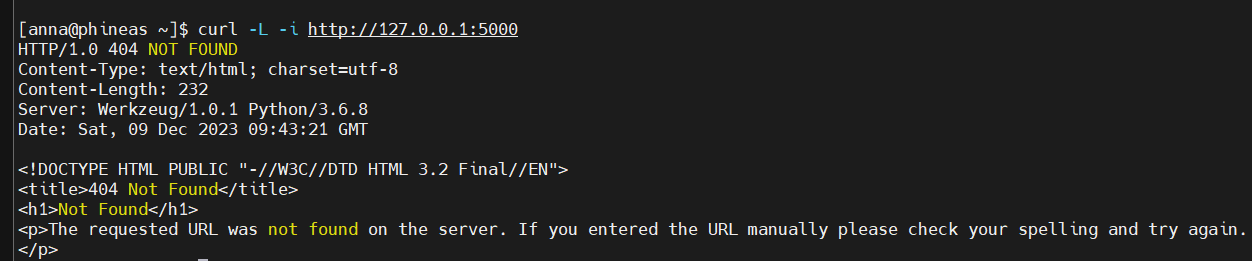 [anna@phineas ~]$ curl -L -i http://127.0.0.1:5000
HTTP/1.0 404 NOT FOUND
Content-Type: text/html; charset=utf-8
Content-Length: 232
Server: Werkzeug/1.0.1 Python/3.6.8
Date: Sat, 09 Dec 2023 09:43:21 GMT
<!DOCTYPE HTML PUBLIC "-//W3C//DTD HTML 3.2 Final//EN">
<title>404 Not Found</title>
<h1>Not Found</h1>
<p>The requested URL was not found on the server. If you entered the URL manually please check your spelling and try again.
</p>